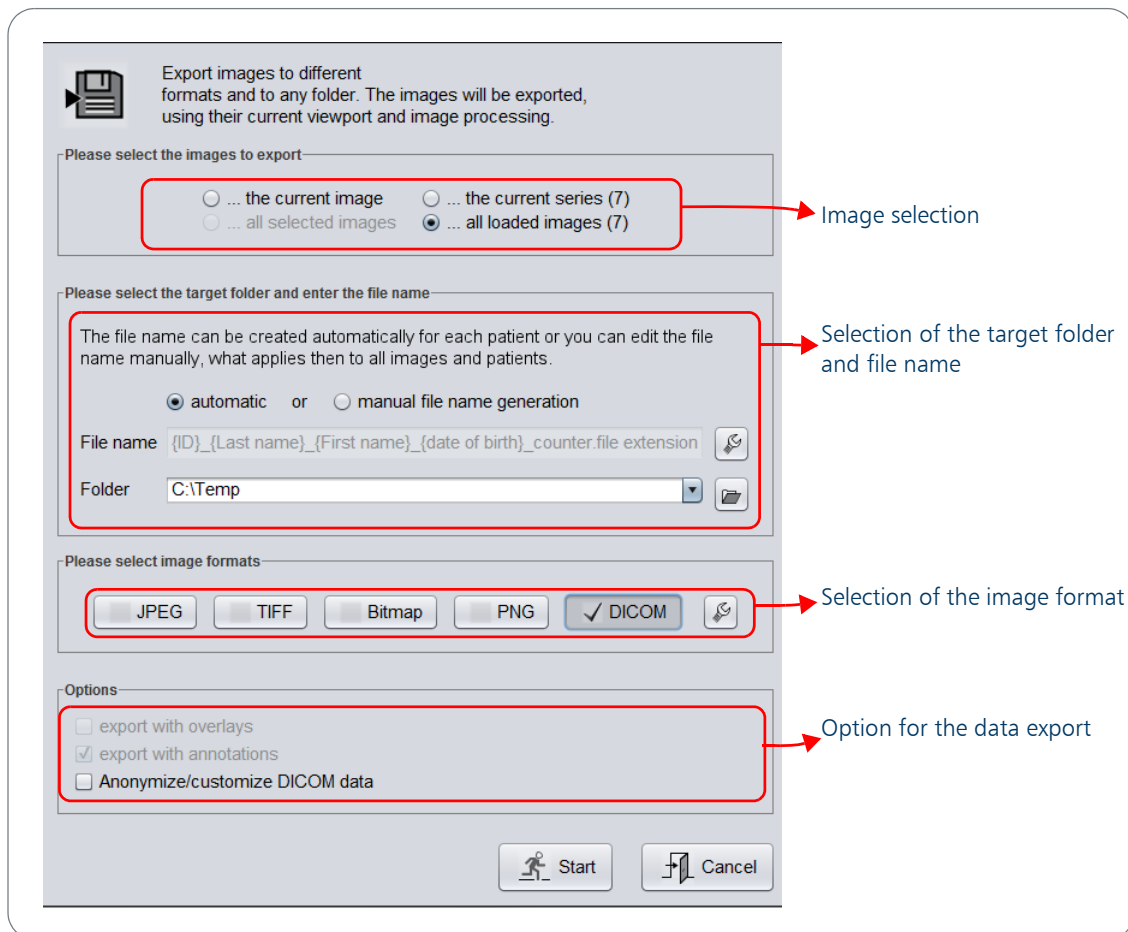 Export images to different
formats and to any folder. The images will be exported,
using their current viewport and image processing.
Please select the images to export
... the current image ... the current series (7)
... all selected images ... all loaded images (7)
Image selection
Please select the target folder and enter the file name
The file name can be created automatically for each patient or you can edit the file
name manually, what applies then to all images and patients.
Selection of the target folder
and file name
automatic or manual file name generation
File name {ID}_{Last name}_{First name}_{date of birth}_counter.file extension
Folder C:\Temp
Please select image formats
JPEG TIFF Bitmap PNG DICOM
Selection of the image format
Options
export with overlays
export with annotations
Anonymize/customize DICOM data
Option for the data export
Start Cancel